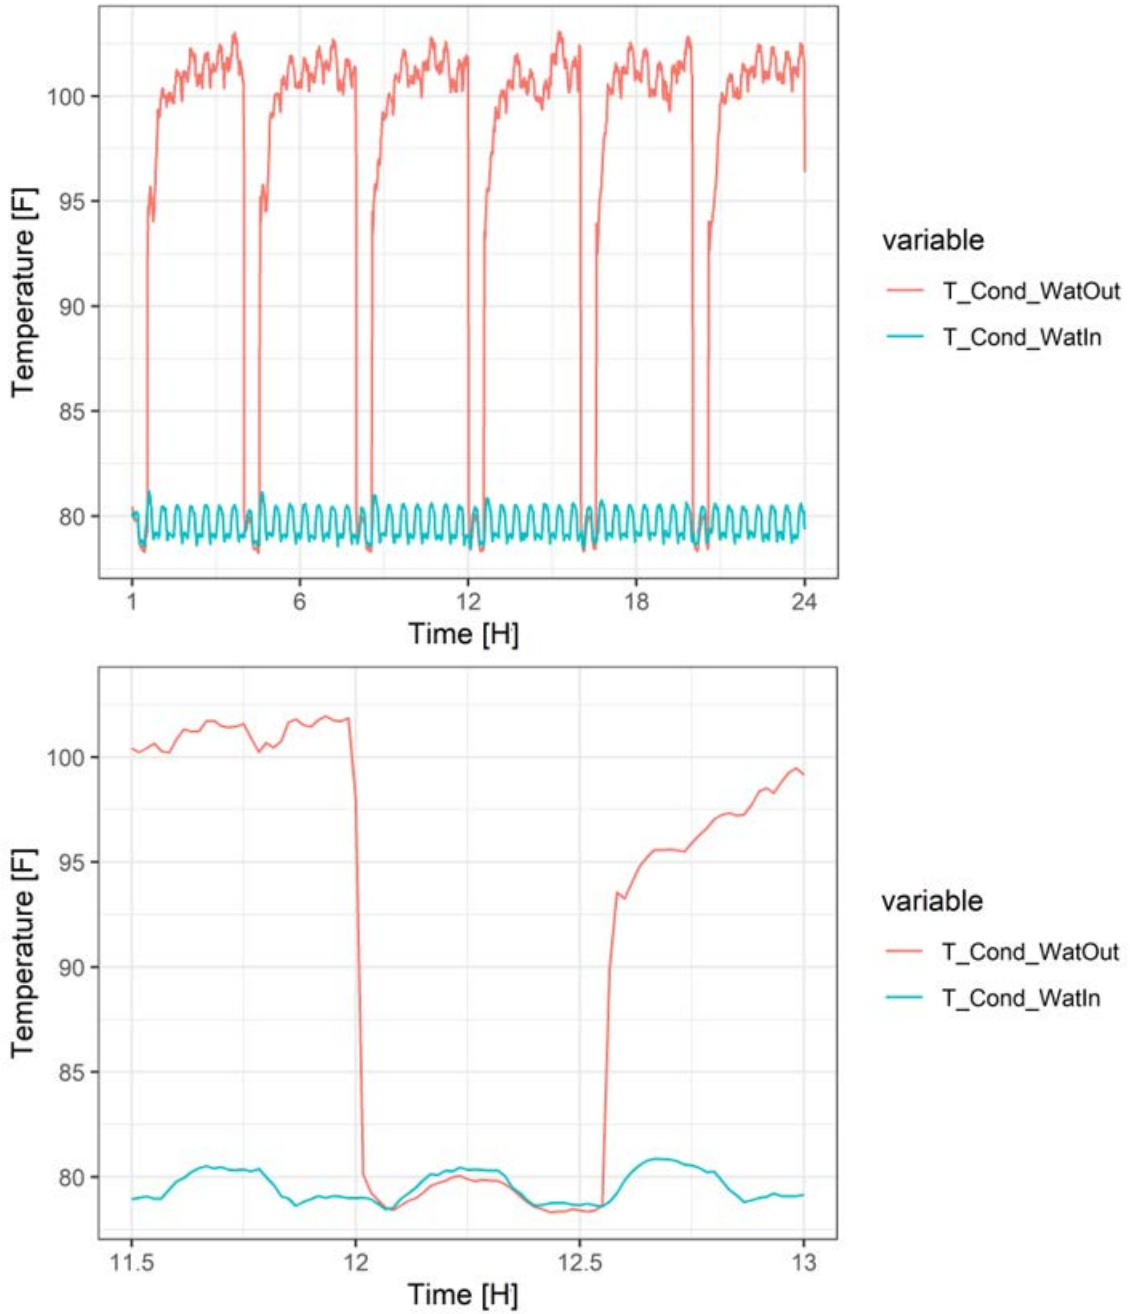 100
95
90
85
80
Temperature [F]
1 6 12 18 24
Time [H]
variable
T_Cond_WatOut
T_Cond_WatIn
100
95
90
85
80
Temperature [F]
11.5 12 12.5 13
Time [H]
variable
T_Cond_WatOut
T_Cond_WatIn